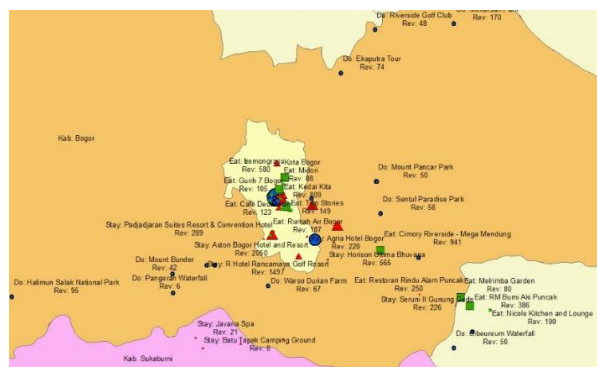 Do: Riverside Golf Club
Rev: 48
Rev: 170
Do: Ekaputra Tour
Rev: 74
Kab. Bogor
Eat: Lemongrass
Rev: 580
Kota Bogor
Eat: Midori
Rev: 88
Eat: Gurih 7 Bogor
Rev: 105
Eat: Kedai Kita
Rev: 809
Eat: Cafe
Rev: 123
Eat: Two Stories
Rev: 149
Do: Mount Pancar Park
Rev: 50
Do: Sentul Paradise Park
Rev: 58
Stay: Padjadjaran Suites Resort & Convention Hotel
Rev: 289
Eat: Rumah Air Bogor
Rev: 187
Stay: Agria Hotel Bogor
Rev: 220
Eat: Cimory Riverside - Mega Mendung
Rev: 941
Stay: Aston Bogor Hotel and Resort
Rev: 2050
Stay: Horison Ultima Bhuvana
Rev: 565
Do: Mount Bunder
Rev: 42
Stay: R Hotel Rancamaya Golf Resort
Rev: 1497
Do: Halimun Salak National Park
Rev: 95
Do: Pangeran Waterfall
Rev: 6
Do: Warso Durian Farm
Rev: 67
Eat: Restoran Rindu Alam Puncak
Rev: 250
Eat: Melrimba Garden
Rev: 80
Stay: Seruni II Gunung Gede
Rev: 226
Eat: RM Bumi Aki Puncak
Rev: 386
Eat: Nicole Kitchen and Lounge
Rev: 190
Stay: Javana Spa
Rev: 21
Do: Cibeureum Waterfall
Rev: 50
Stay: Batu Tapak Camping Ground
Rev: 8
Kab. Sukabumi